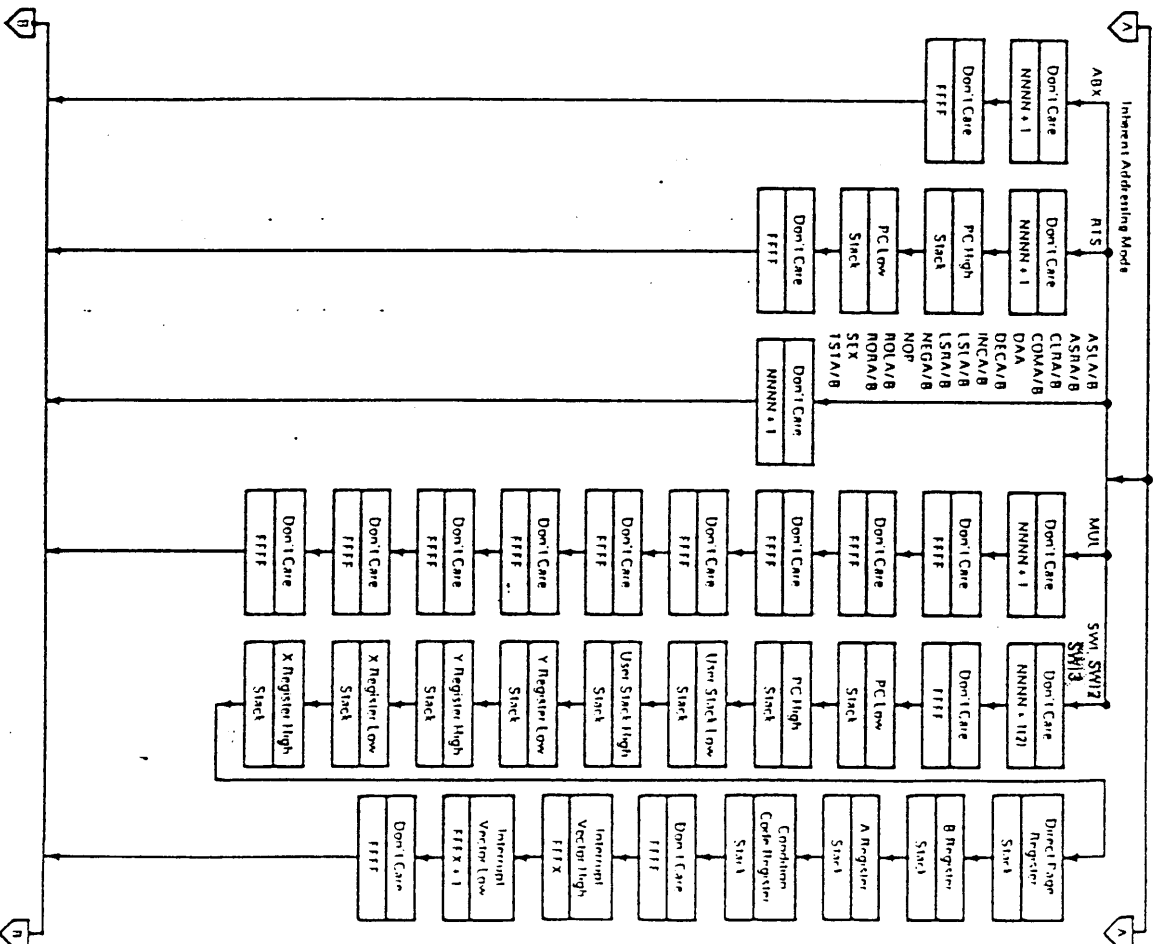 A
A
Inherent Addressing Mode
ABX
Don't Care
NNNN + 1
Don't Care
FFFF
RTS
Don't Care
NNNN + 1
PC High
Stack
PC Low
Stack
Don't Care
FFFF
ASLA/B
ASRA/B
CLRA/B
COMA/B
DAA
DECA/B
INCA/B
LSLA/B
LSRA/B
NEGA/B
NOP
ROLA/B
RORA/B
SEX
TSTA/B
Don't Care
NNNN + 1
MUL
Don't Care
NNNN + 1
Don't Care
FFFF
Don't Care
FFFF
Don't Care
FFFF
Don't Care
FFFF
Don't Care
FFFF
Don't Care
FFFF
Don't Care
FFFF
Don't Care
FFFF
Don't Care
FFFF
SWI, SWI2
SWI3
Don't Care
NNNN + 1(2)
Don't Care
FFFF
PC Low
Stack
PC High
Stack
User Stack Low
Stack
User Stack High
Stack
Y Register Low
Stack
Y Register High
Stack
X Register Low
Stack
X Register High
Stack
Direct Page
Register
Stack
B Register
Stack
A Register
Stack
Condition
Code Register
Stack
Don't Care
FFFF
Interrupt
Vector High
FFFX
Interrupt
Vector Low
FFFX + 1
Don't Care
FFFF
B
B